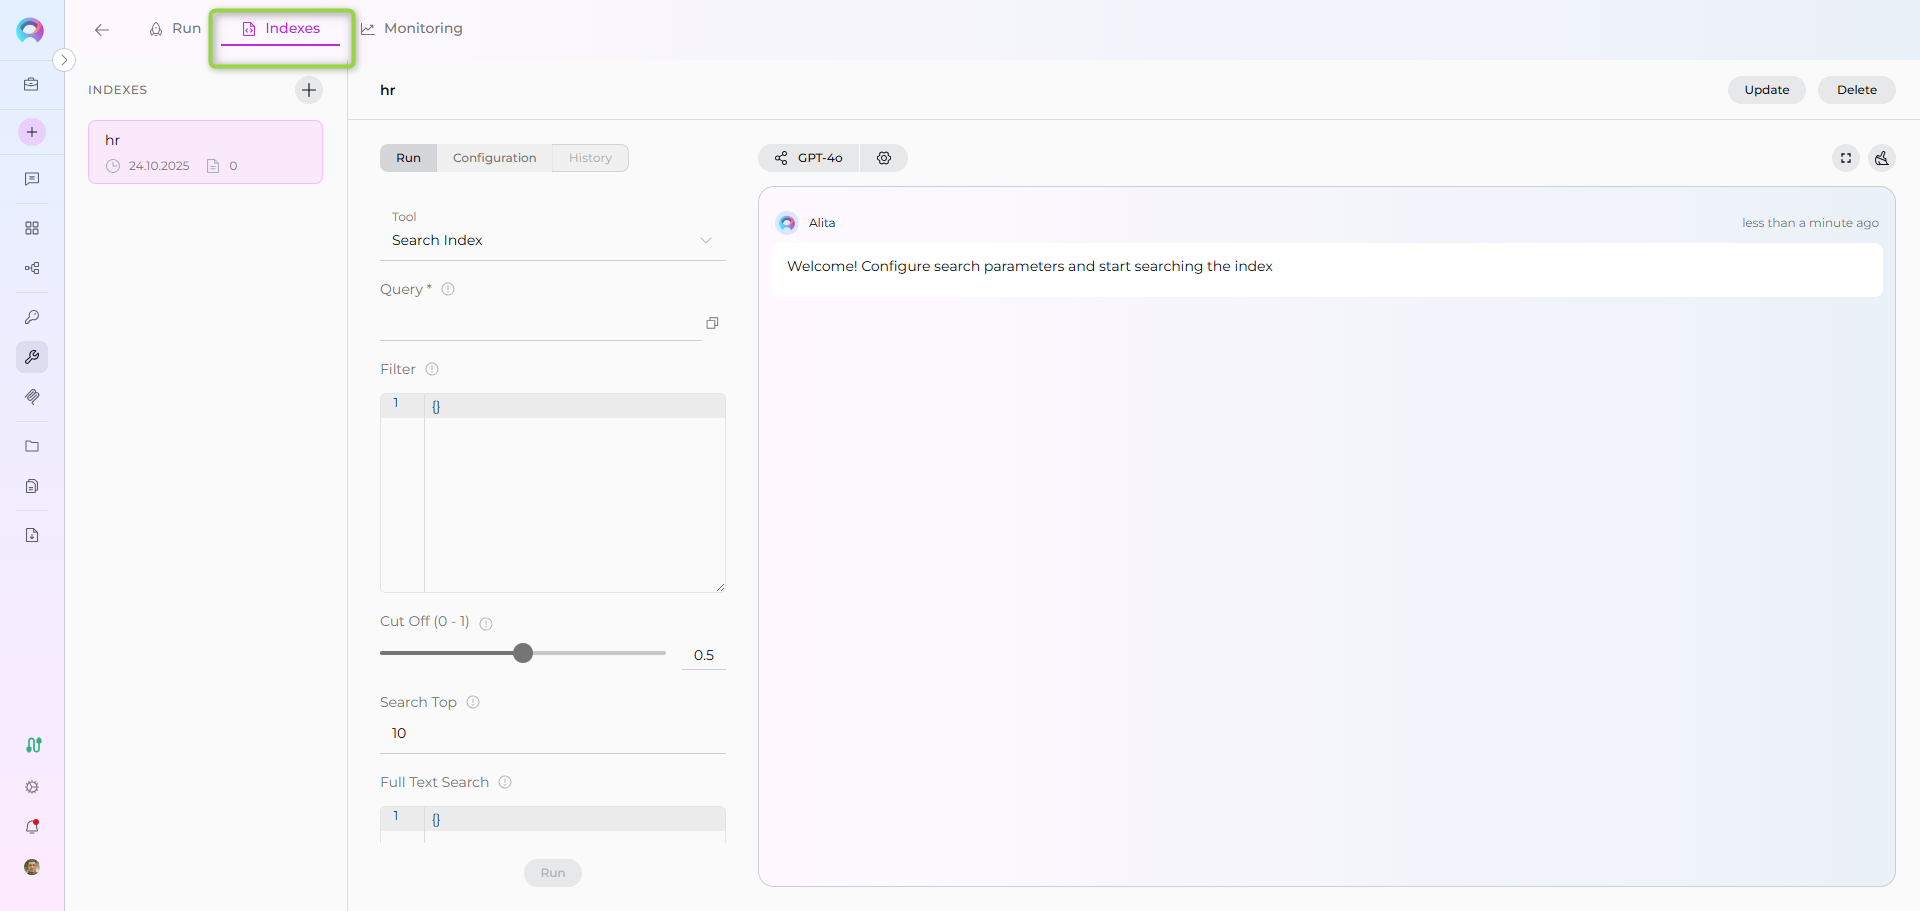 Run
Indexes
Monitoring
INDEXES
hr
24.10.2025
0
hr
Update
Delete
Run
Configuration
History
Tool
Search Index
Query *
Filter
1
{}
Cut Off (0 - 1)
0.5
Search Top
10
Full Text Search
1
{}
Run
GPT-4o
Alita
less than a minute ago
Welcome! Configure search parameters and start searching the index